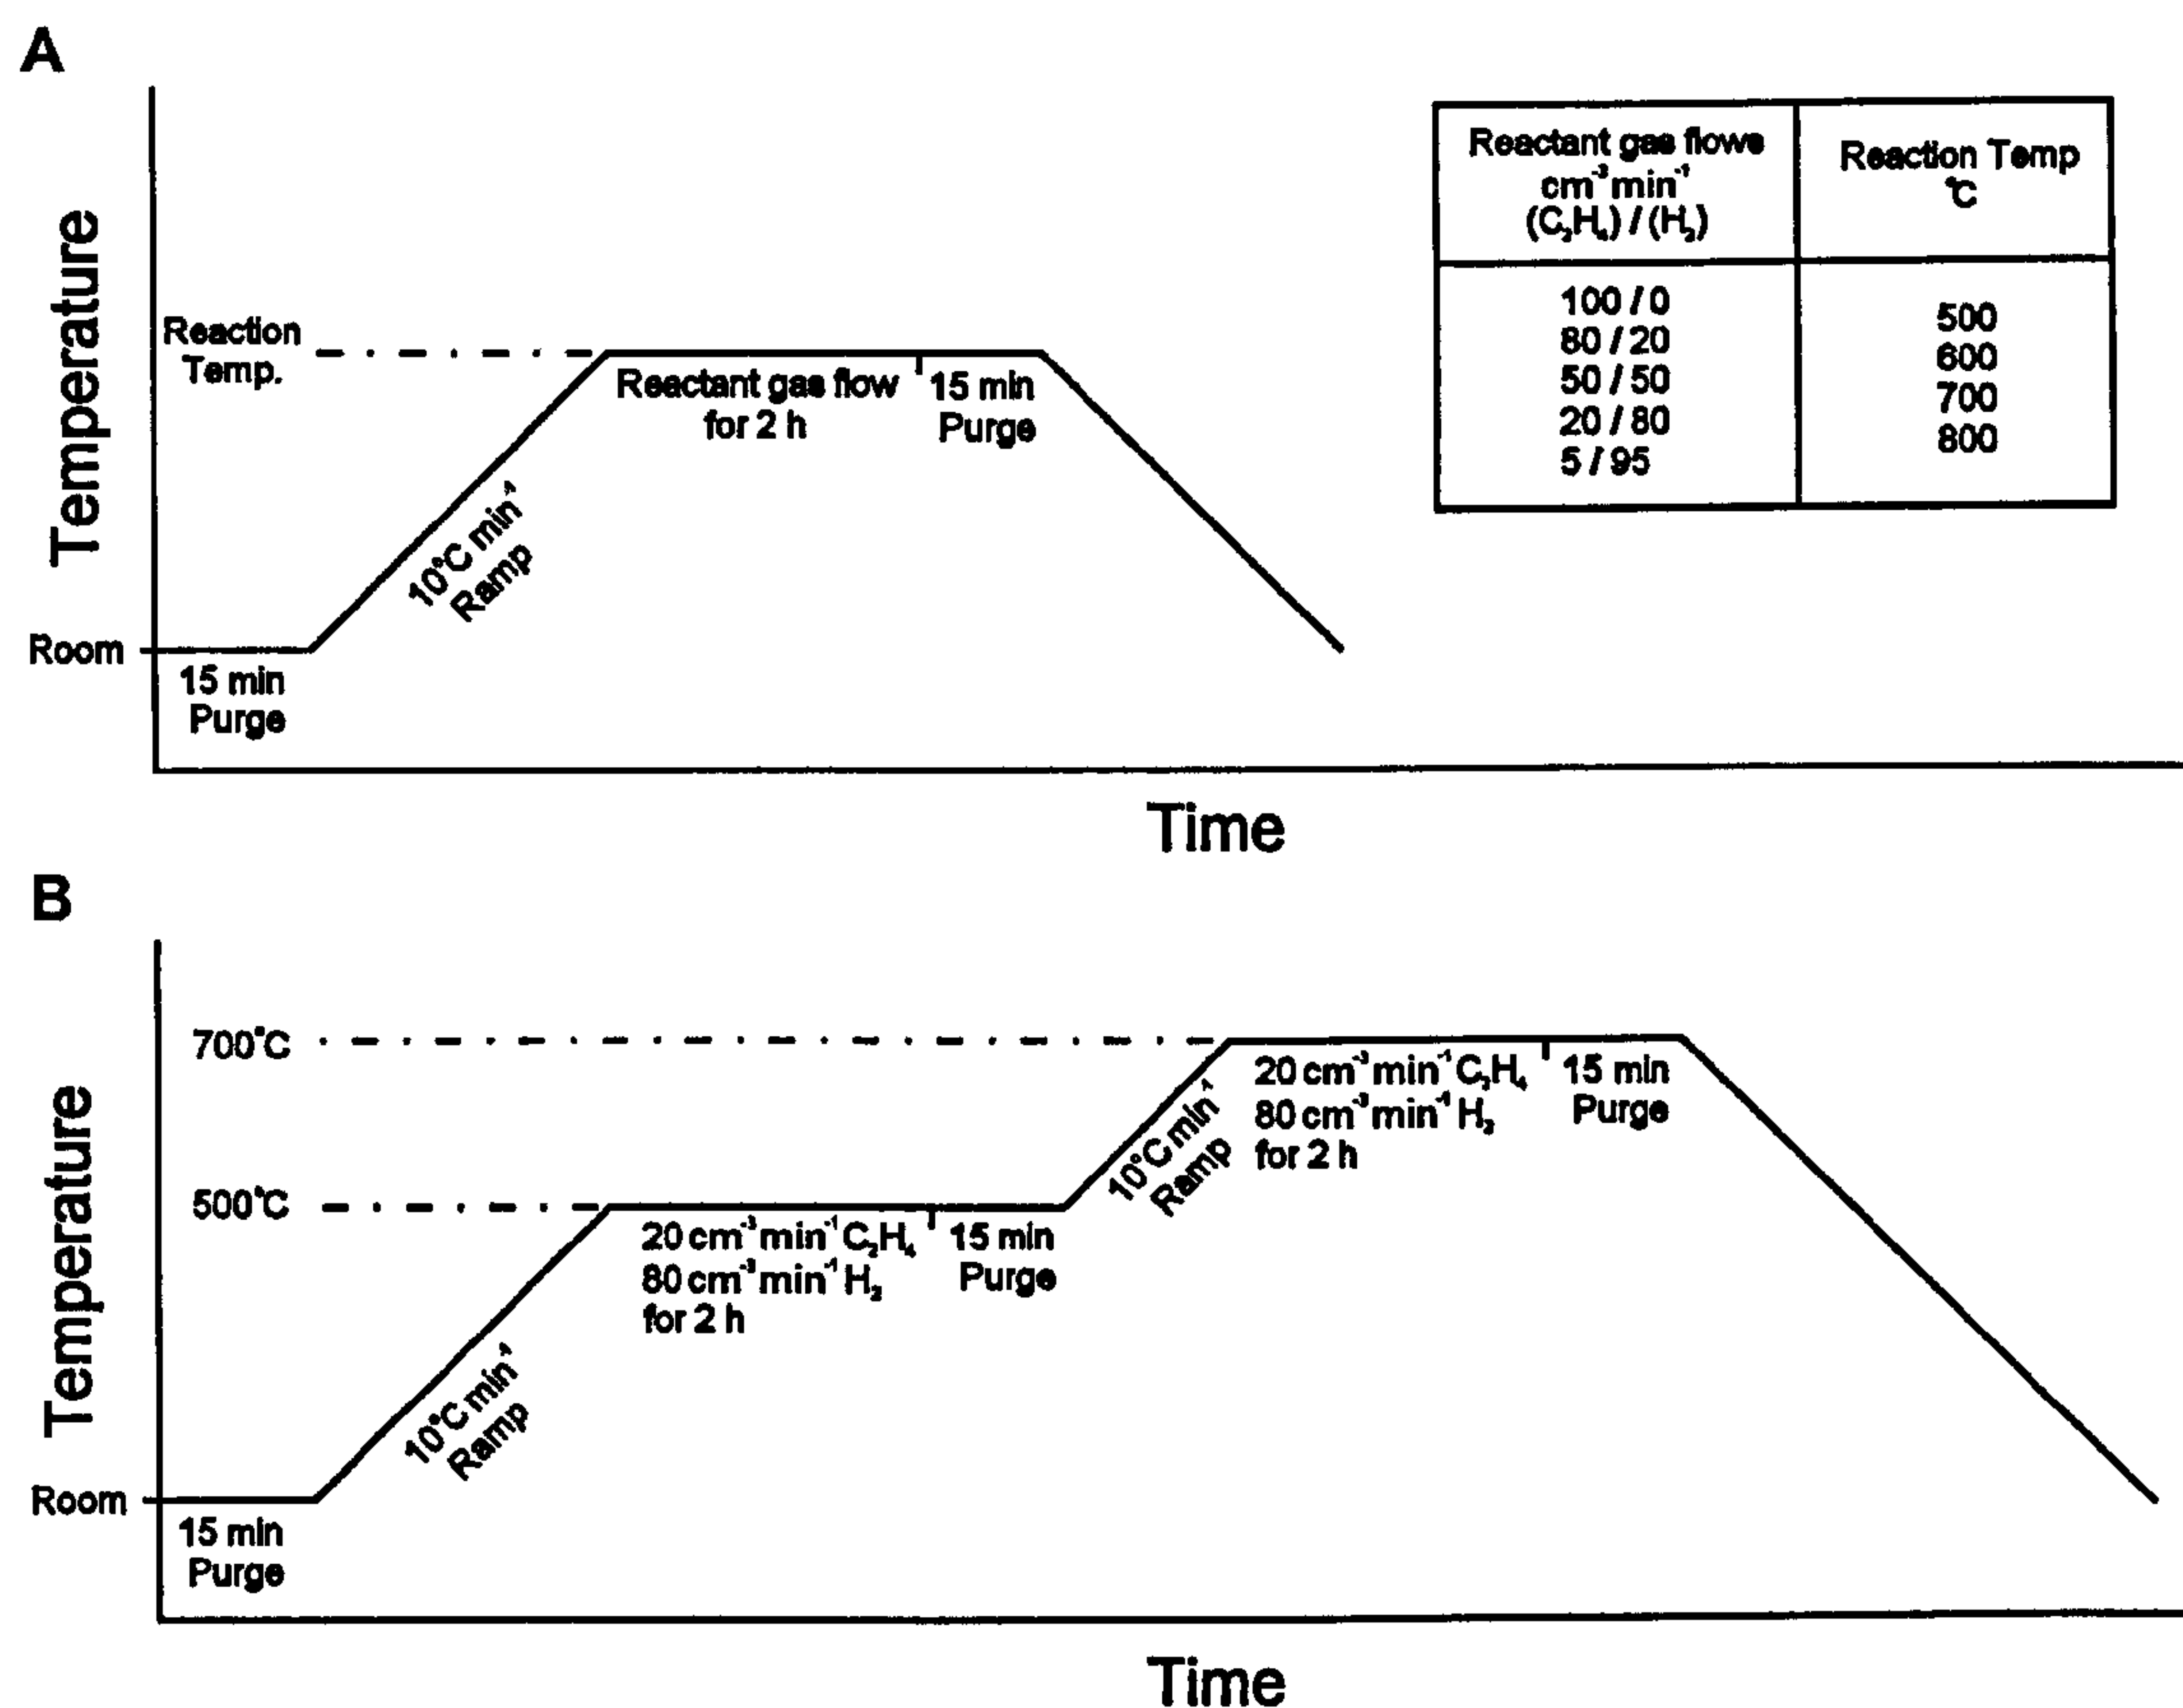 A
Temperature
Reaction
Temp.
Room
15 min
Purge
10°C min⁻¹
Ramp
Reactant gas flow
for 2 h
15 min
Purge
Reactant gas flows
cm⁻³ min⁻¹
(C₂H₄) / (H₂)
Reaction Temp
°C
100 / 0
80 / 20
50 / 50
20 / 80
5 / 95
500
600
700
800
Time
B
Temperature
700°C
500°C
Room
15 min
Purge
10°C min⁻¹
Ramp
20 cm⁻³ min⁻¹ C₂H₄
80 cm⁻³ min⁻¹ H₂
for 2 h
15 min
Purge
10°C min⁻¹
Ramp
20 cm⁻³ min⁻¹ C₂H₄
80 cm⁻³ min⁻¹ H₂
for 2 h
15 min
Purge
Time